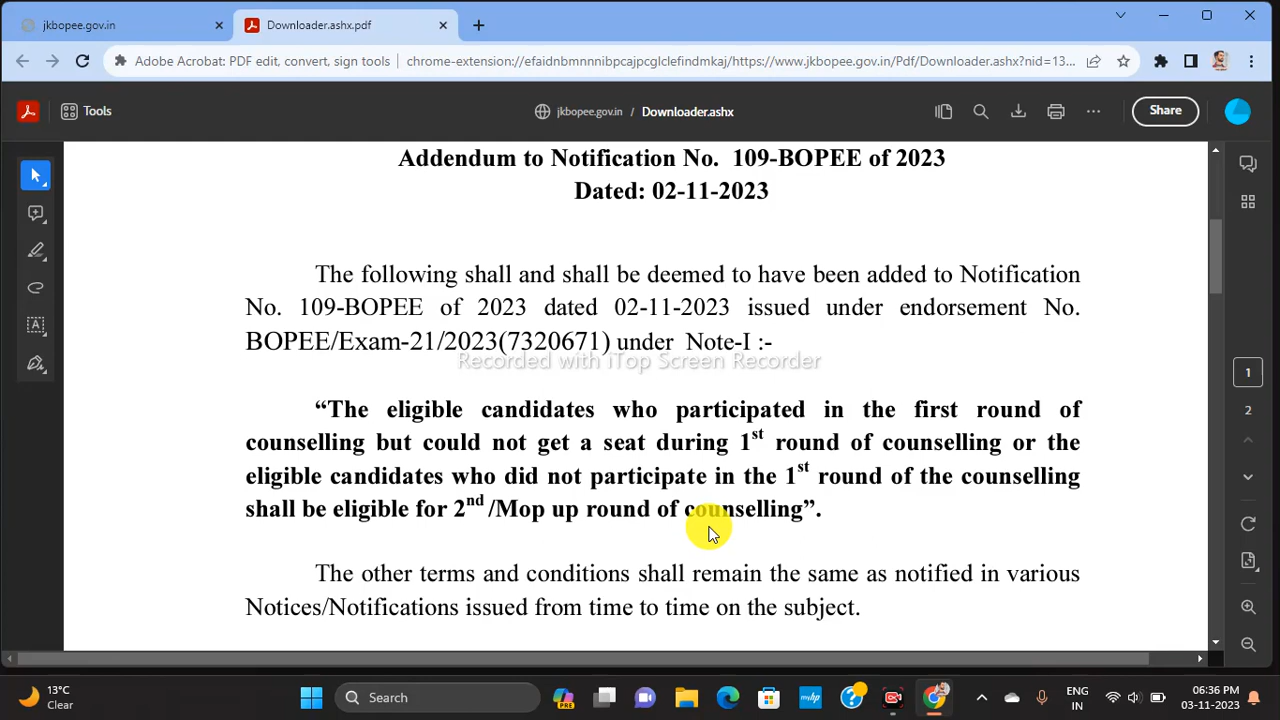 jkbopee.gov.in
Downloader.ashx.pdf
Adobe Acrobat: PDF edit, convert, sign tools
chrome-extension://efaidnbmnnnibpcajpcglclefindmkaj/https://www.jkbopee.gov.in/Pdf/Downloader.ashx?nid=13...
Tools
jkbopee.gov.in / Downloader.ashx
Share
Addendum to Notification No. 109-BOPEE of 2023
Dated: 02-11-2023
The following shall and shall be deemed to have been added to Notification
No. 109-BOPEE of 2023 dated 02-11-2023 issued under endorsement No.
BOPEE/Exam-21/2023(7320671) under Note-I :-
Recorded with iTop Screen Recorder
“The eligible candidates who participated in the first round of
counselling but could not get a seat during 1st round of counselling or the
eligible candidates who did not participate in the 1st round of the counselling
shall be eligible for 2nd /Mop up round of counselling”.
The other terms and conditions shall remain the same as notified in various
Notices/Notifications issued from time to time on the subject.
1
2
13°C
Clear
Search
PRE
myhp
ENG
IN
06:36 PM
03-11-2023